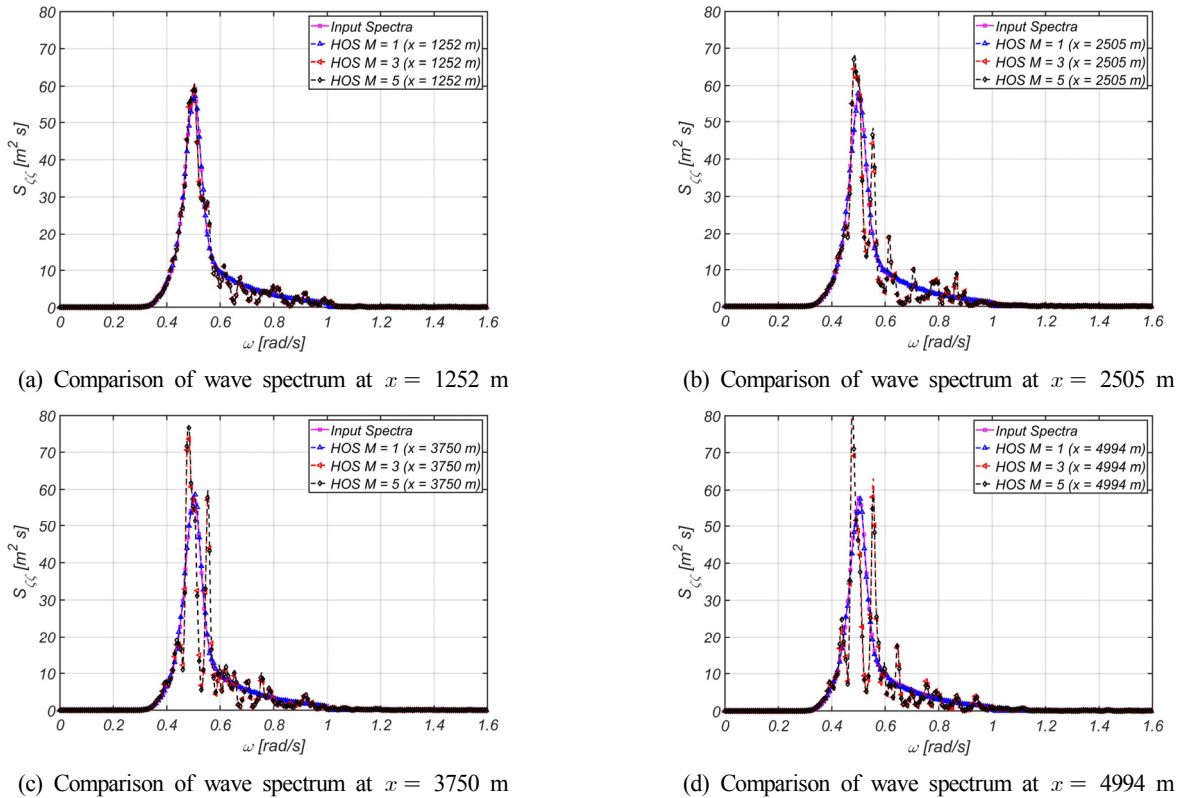 80
70
60
50
40
30
20
10
0
S_ζζ [m² s]
Input Spectra
HOS M = 1 (x = 1252 m)
HOS M = 3 (x = 1252 m)
HOS M = 5 (x = 1252 m)
0 0.2 0.4 0.6 0.8 1 1.2 1.4 1.6
ω [rad/s]
(a) Comparison of wave spectrum at x = 1252 m
80
70
60
50
40
30
20
10
0
S_ζζ [m² s]
Input Spectra
HOS M = 1 (x = 2505 m)
HOS M = 3 (x = 2505 m)
HOS M = 5 (x = 2505 m)
0 0.2 0.4 0.6 0.8 1 1.2 1.4 1.6
ω [rad/s]
(b) Comparison of wave spectrum at x = 2505 m
80
70
60
50
40
30
20
10
0
S_ζζ [m² s]
Input Spectra
HOS M = 1 (x = 3750 m)
HOS M = 3 (x = 3750 m)
HOS M = 5 (x = 3750 m)
0 0.2 0.4 0.6 0.8 1 1.2 1.4 1.6
ω [rad/s]
(c) Comparison of wave spectrum at x = 3750 m
80
70
60
50
40
30
20
10
0
S_ζζ [m² s]
Input Spectra
HOS M = 1 (x = 4994 m)
HOS M = 3 (x = 4994 m)
HOS M = 5 (x = 4994 m)
0 0.2 0.4 0.6 0.8 1 1.2 1.4 1.6
ω [rad/s]
(d) Comparison of wave spectrum at x = 4994 m